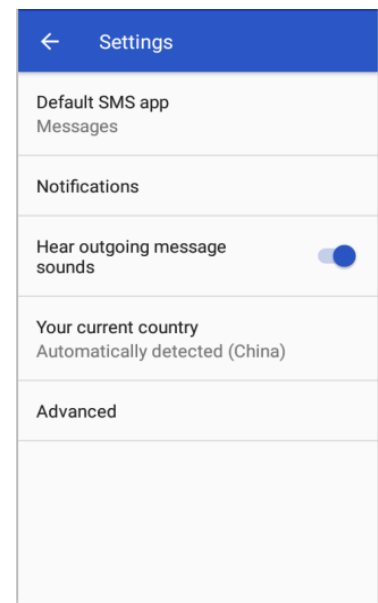 Settings
Default SMS app
Messages
Notifications
Hear outgoing message
sounds
Your current country
Automatically detected (China)
Advanced